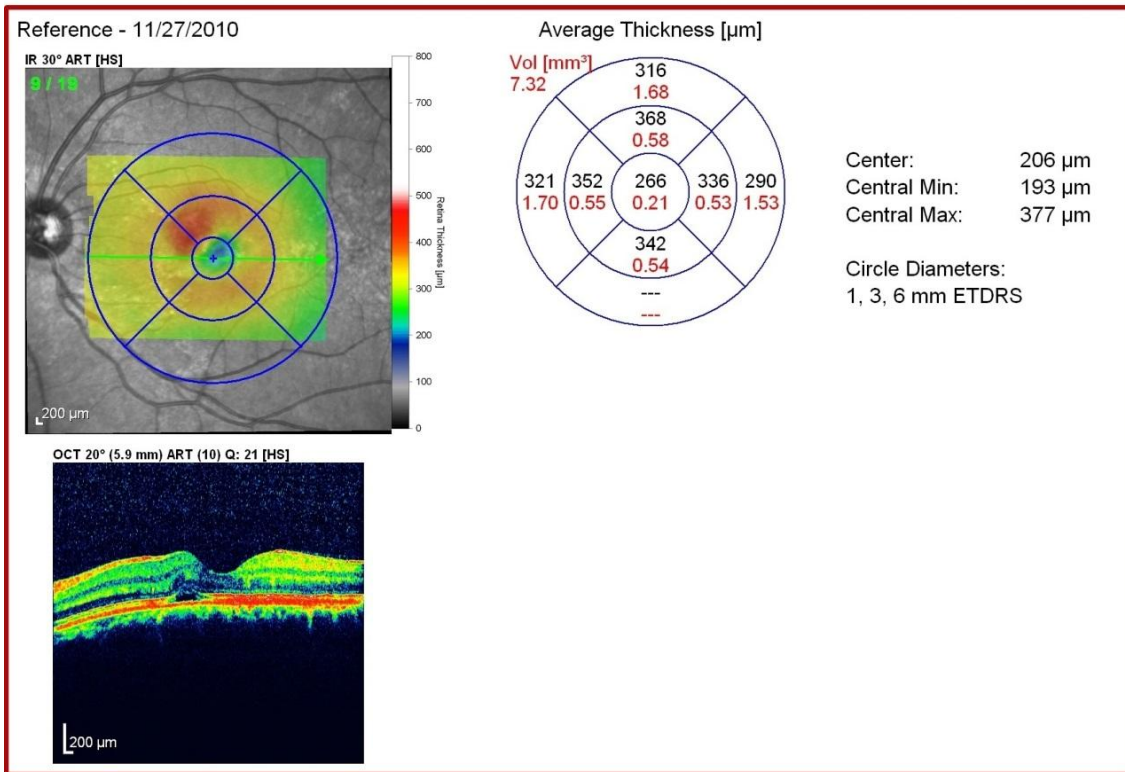 Reference - 11/27/2010
IR 30° ART [HS]
9 / 19
200 µm
800
700
600
500
400
300
200
100
0
Retina Thickness [µm]
OCT 20° (5.9 mm) ART (10) Q: 21 [HS]
200 µm
Average Thickness [µm]
Vol [mm³]
7.32
316
1.68
368
0.58
321 352 266 336 290
1.70 0.55 0.21 0.53 1.53
342
0.54
---
---
Center: 206 µm
Central Min: 193 µm
Central Max: 377 µm
Circle Diameters:
1, 3, 6 mm ETDRS